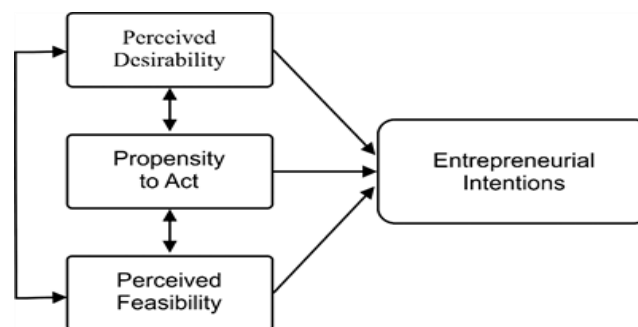 Perceived
Desirability
Propensity
to Act
Entrepreneurial
Intentions
Perceived
Feasibility